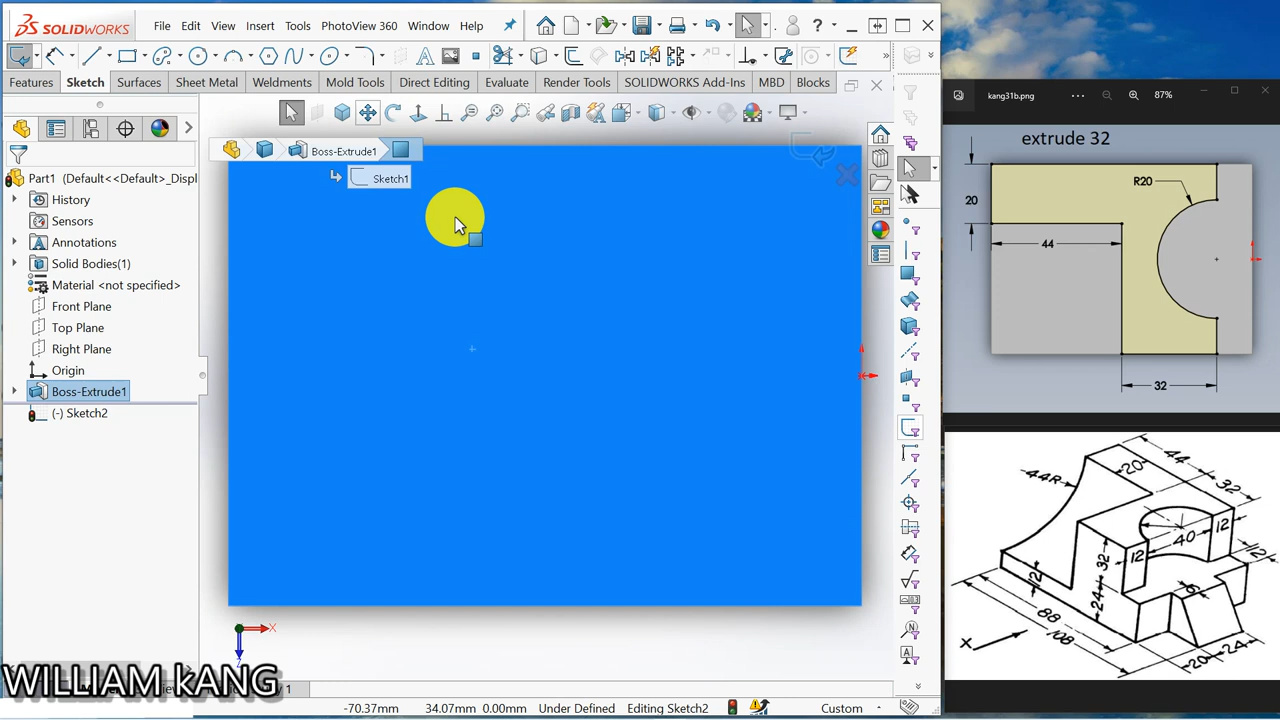 SOLIDWORKS File Edit View Insert Tools PhotoView 360 Window Help
Features Sketch Surfaces Sheet Metal Weldments Mold Tools Direct Editing Evaluate Render Tools SOLIDWORKS Add-Ins MBD Blocks
Boss-Extrude1
Sketch1
Part1 (Default<<Default>_Displ
History
Sensors
Annotations
Solid Bodies(1)
Material <not specified>
Front Plane
Top Plane
Right Plane
Origin
Boss-Extrude1
(-) Sketch2
X
WILLIAM kANG
-70.37mm 34.07mm 0.00mm Under Defined Editing Sketch2 Custom
kang31b.png 87%
extrude 32
R20
20
44
32
44
20
44R
32
12
40
12
12
32
12
24
6
88
108
20
24